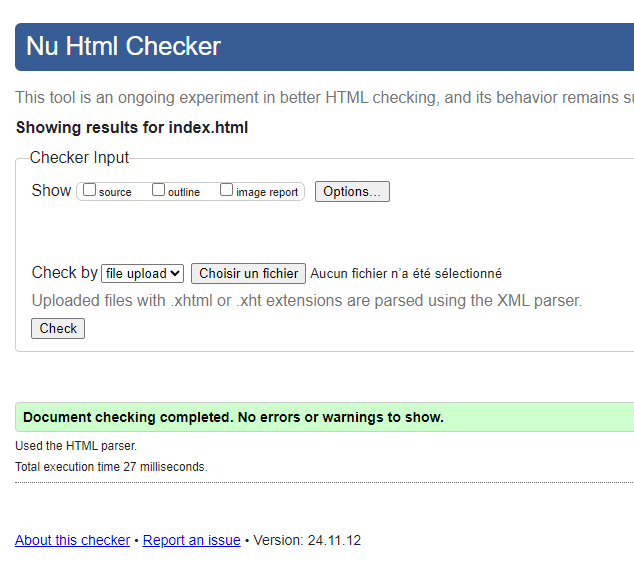 Nu Html Checker
This tool is an ongoing experiment in better HTML checking, and its behavior remains
Showing results for index.html
Checker Input
Show source outline image report Options...
Check by file upload Choisir un fichier Aucun fichier n'a été sélectionné
Uploaded files with .xhtml or .xht extensions are parsed using the XML parser.
Check
Document checking completed. No errors or warnings to show.
Used the HTML parser.
Total execution time 27 milliseconds.
About this checker • Report an issue • Version: 24.11.12